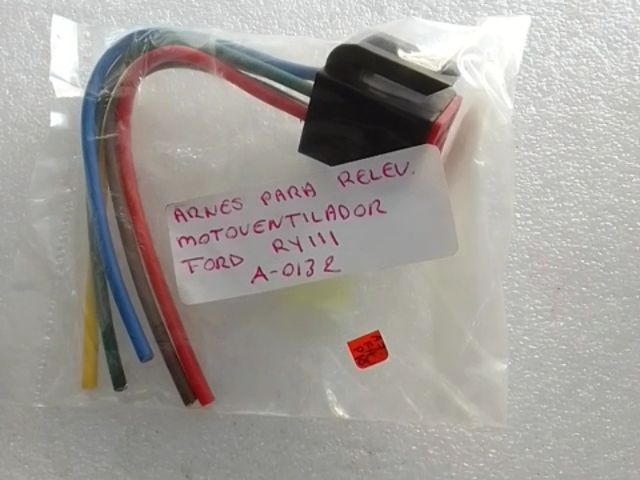 ARNES PARA RELEV.
MOTOVENTILADOR
FORD RY111
A-0132